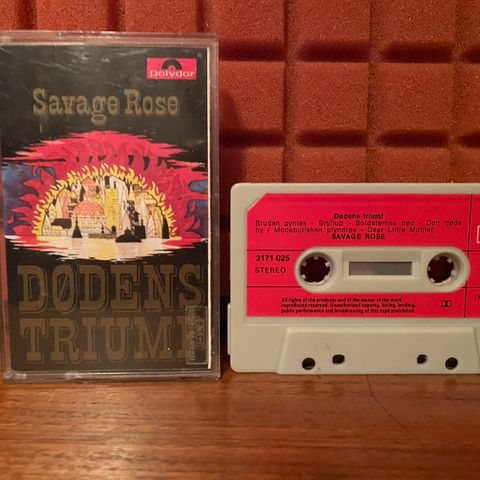 Polydor
Savage Rose
DØDENS
TRIUMF
Dødens triumf
Bruden pyntes - Bryllup - Soldaternes død - Den døde
by / Modebutikken plyndres - Dear Little Mother
SAVAGE ROSE
3171 025
STEREO
All rights of the producer and of the owner of the work
reproduced reserved. Unauthorized copying, hiring, lending,
public performance and broadcasting of this tape prohibited.